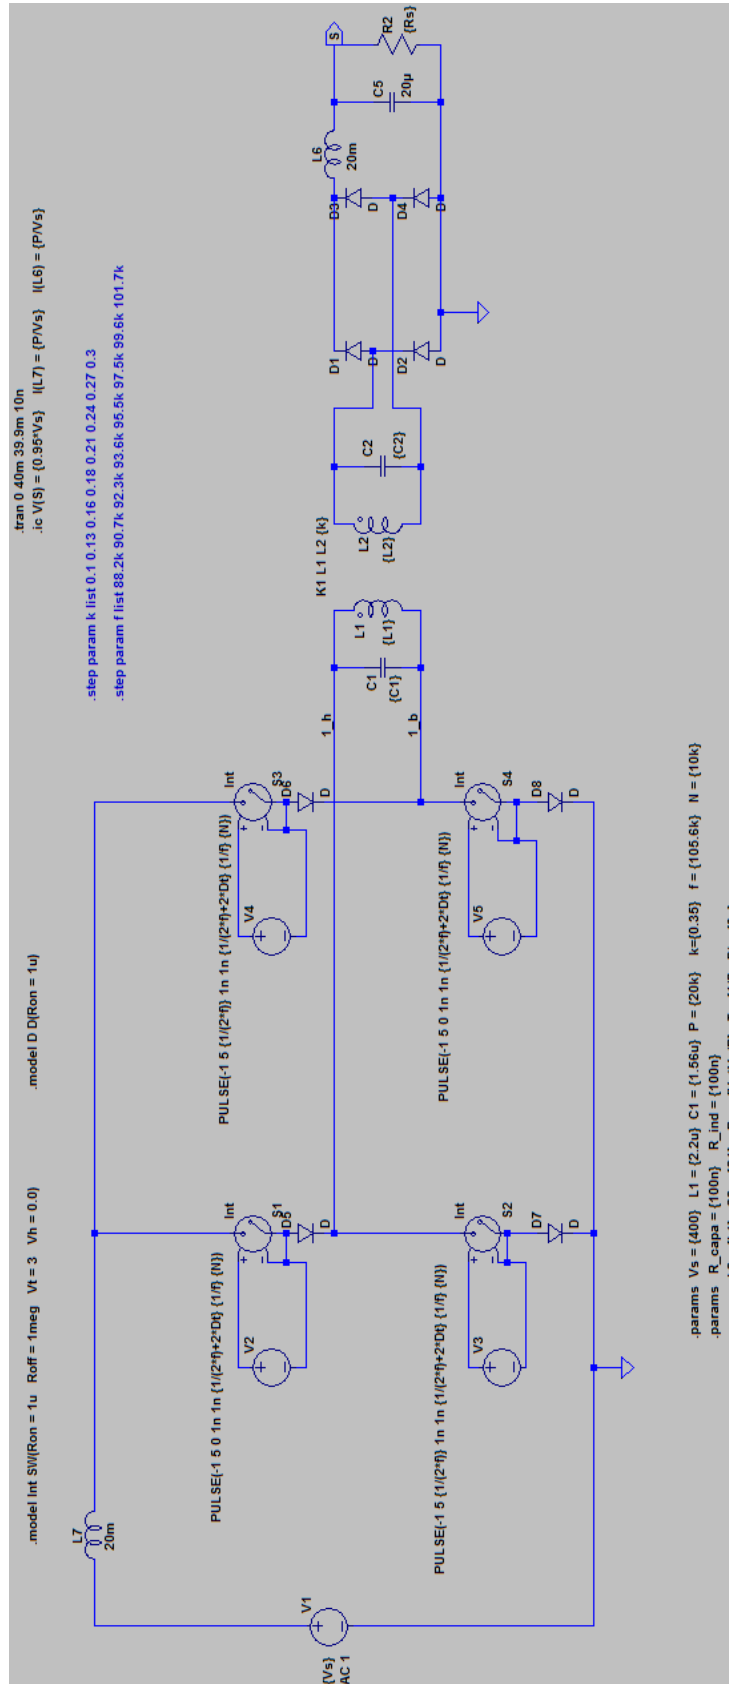 .tran 0 40m 39.9m 10n
.ic V(S) = {0.95*Vs} I(L7) = {P/Vs} I(L6) = {P/Vs}
.step param k list 0.1 0.13 0.16 0.18 0.21 0.24 0.27 0.3
.step param f list 88.2k 90.7k 92.3k 93.6k 95.5k 97.5k 99.6k 101.7k
.model Int SW(Ron = 1u Roff = 1meg Vt = 3 Vh = 0.0)
.model D D(Ron = 1u)
L7
20m
V1
{Vs}
AC 1
PULSE(-1 5 0 1n 1n {1/(2*f)+2*Dt} {1/f} {N})
V2
Int
S1
D5
D
PULSE(-1 5 {1/(2*f)} 1n 1n {1/(2*f)+2*Dt} {1/f} {N})
V3
Int
S2
D7
D
PULSE(-1 5 {1/(2*f)} 1n 1n {1/(2*f)+2*Dt} {1/f} {N})
V4
Int
S3
D6
D
PULSE(-1 5 0 1n 1n {1/(2*f)+2*Dt} {1/f} {N})
V5
Int
S4
D8
D
1_h
1_b
C1
{C1}
L1
{L1}
K1 L1 L2 {k}
L2
{L2}
C2
{C2}
D1
D
D2
D
D3
D
D4
D
L6
20m
C5
20µ
S
R2
{Rs}
.params Vs = {400} L1 = {2.2u} C1 = {1.56u} P = {20k} k={0.35} f = {105.6k} N = {10k}
.params R_capa = {100n} R_ind = {100n}